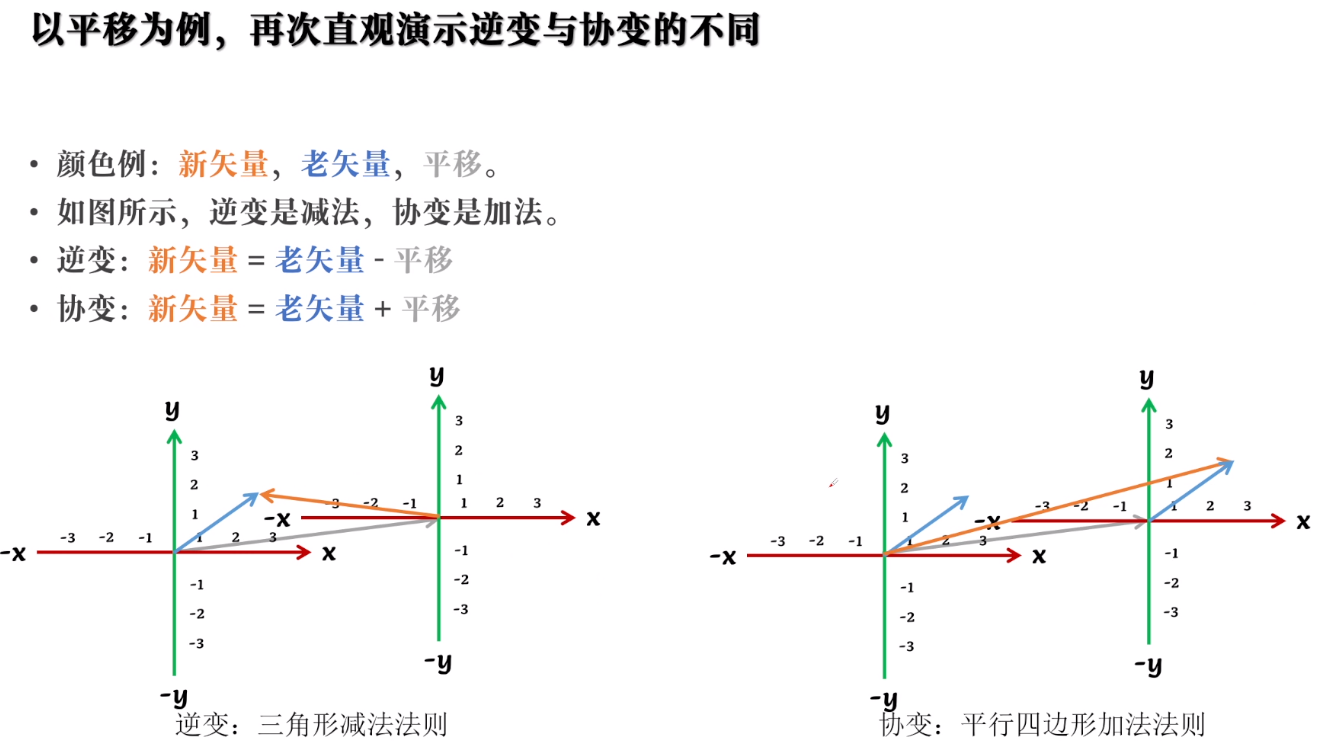 以平移为例，再次直观演示逆变与协变的不同
• 颜色例：新矢量，老矢量，平移。
• 如图所示，逆变是减法，协变是加法。
• 逆变：新矢量 = 老矢量 - 平移
• 协变：新矢量 = 老矢量 + 平移
y
3
2
1
-3 -2 -1 1 2 3
-x x
-1
-2
-3
-y
y
3
2
1
-3 -2 -1 1 2 3
-x x
-1
-2
-3
-y
逆变：三角形减法法则
y
3
2
1
-3 -2 -1 1 2 3
-x x
-1
-2
-3
-y
y
3
2
1
-3 -2 -1 1 2 3
-x x
-1
-2
-3
-y
协变：平行四边形加法法则